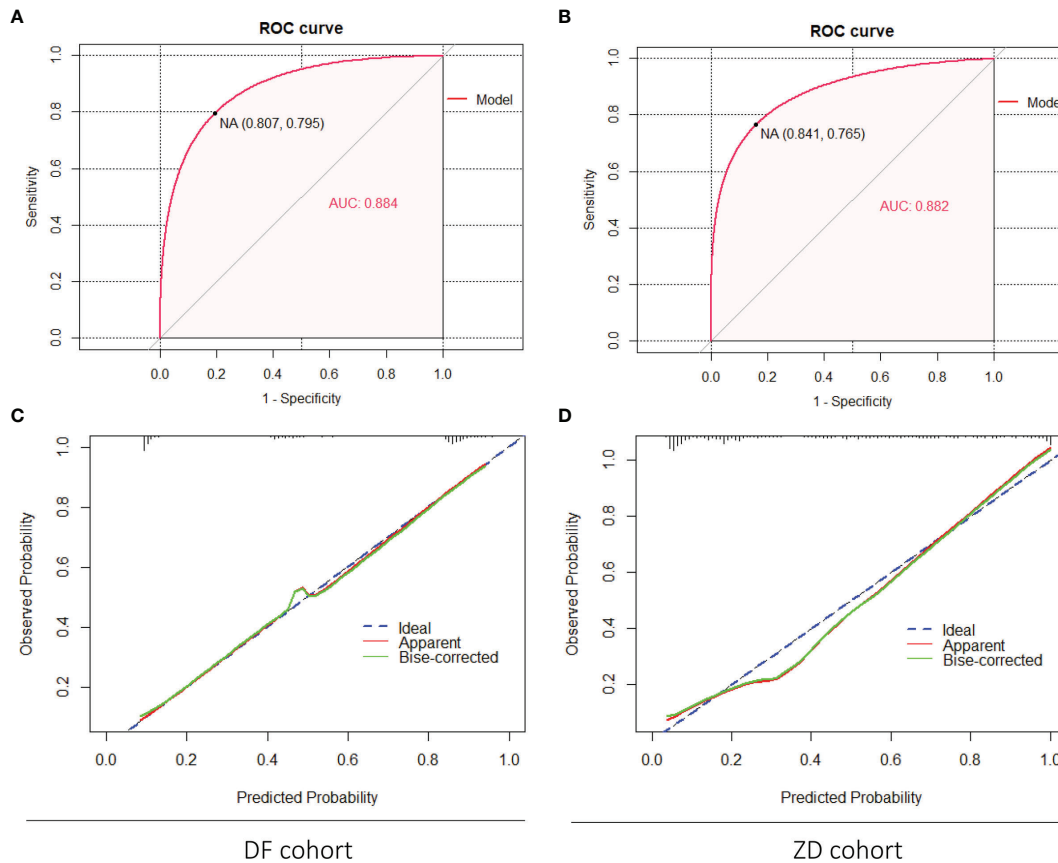 A
ROC curve
1.0
0.8
0.6
0.4
0.2
0.0
Sensitivity
Model
NA (0.807, 0.795)
AUC: 0.884
0.0 0.2 0.4 0.6 0.8 1.0
1 - Specificity
B
ROC curve
1.0
0.8
0.6
0.4
0.2
0.0
Sensitivity
Mode
NA (0.841, 0.765)
AUC: 0.882
0.0 0.2 0.4 0.6 0.8 1.0
1 - Specificity
C
1.0
0.8
0.6
0.4
0.2
Observed Probability
Ideal
Apparent
Bise-corrected
0.0 0.2 0.4 0.6 0.8 1.0
Predicted Probability
DF cohort
D
1.0
0.8
0.6
0.4
0.2
Observed Probability
Ideal
Apparent
Bise-corrected
0.0 0.2 0.4 0.6 0.8 1.0
Predicted Probability
ZD cohort